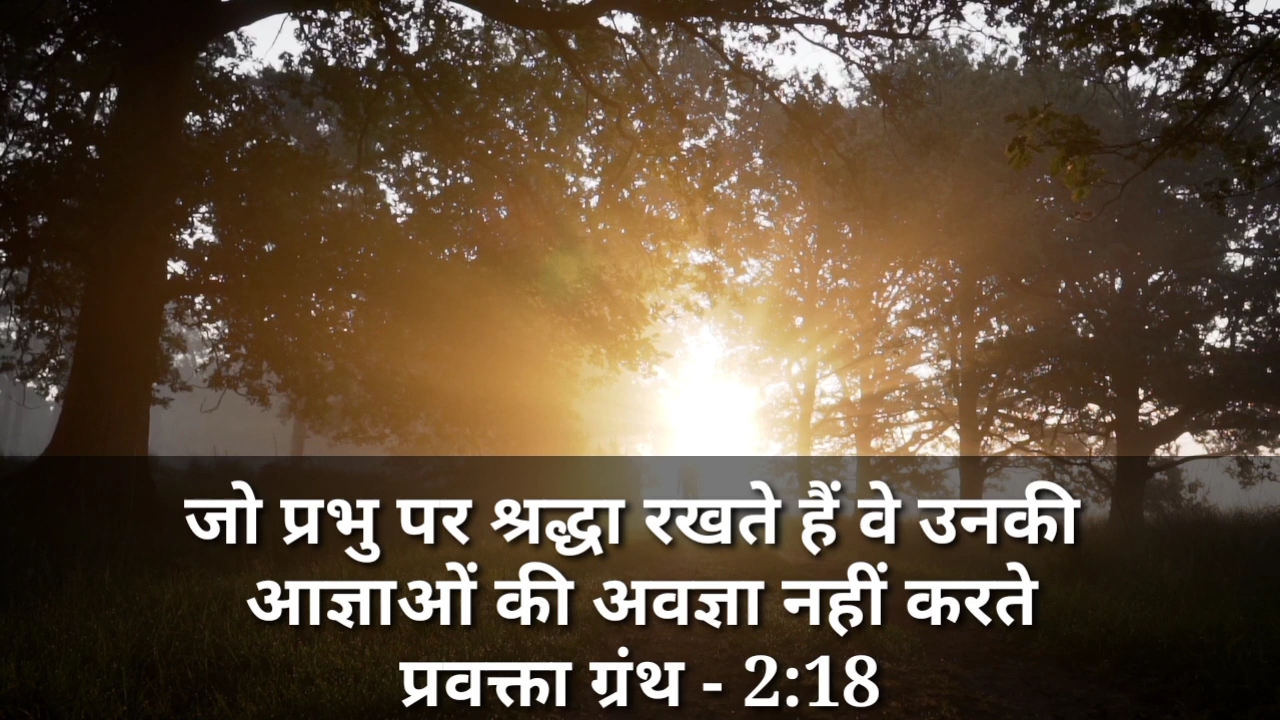 जो प्रभु पर श्रद्धा रखते हैं वे उनकी
आज्ञाओं की अवज्ञा नहीं करते
प्रवक्ता ग्रंथ - 2:18